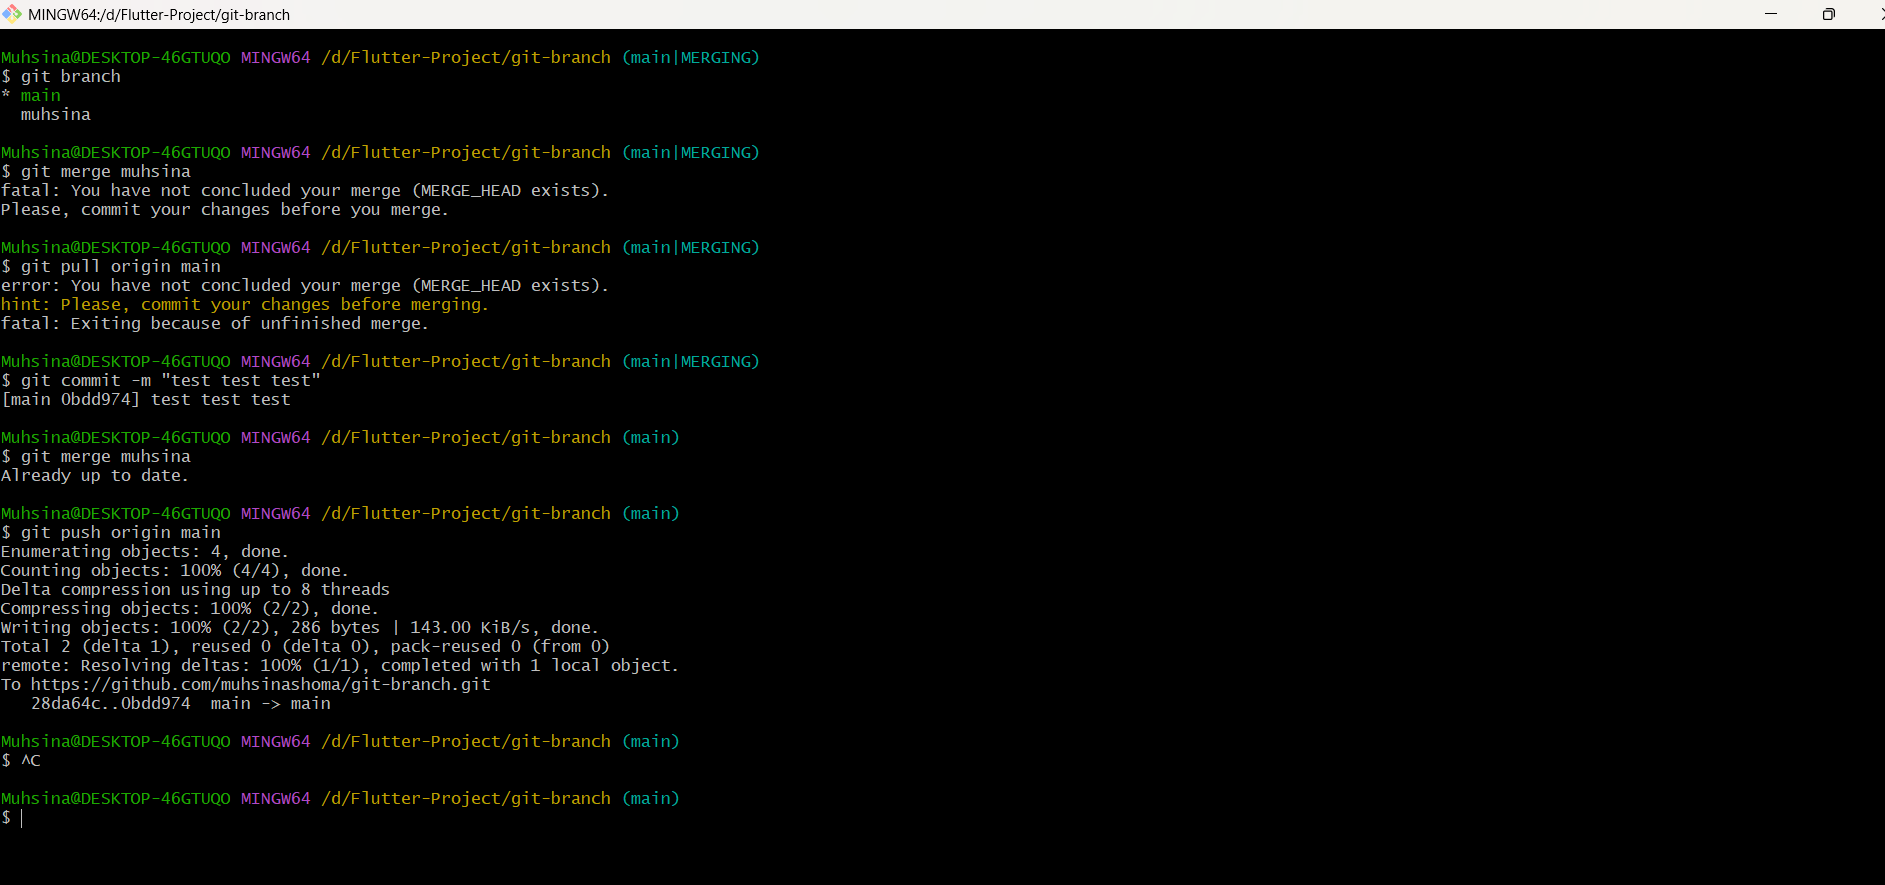 MINGW64:/d/Flutter-Project/git-branch
Muhsina@DESKTOP-46GTUQO MINGW64 /d/Flutter-Project/git-branch (main|MERGING)
$ git branch
* main
  muhsina
Muhsina@DESKTOP-46GTUQO MINGW64 /d/Flutter-Project/git-branch (main|MERGING)
$ git merge muhsina
fatal: You have not concluded your merge (MERGE_HEAD exists).
Please, commit your changes before you merge.
Muhsina@DESKTOP-46GTUQO MINGW64 /d/Flutter-Project/git-branch (main|MERGING)
$ git pull origin main
error: You have not concluded your merge (MERGE_HEAD exists).
hint: Please, commit your changes before merging.
fatal: Exiting because of unfinished merge.
Muhsina@DESKTOP-46GTUQO MINGW64 /d/Flutter-Project/git-branch (main|MERGING)
$ git commit -m "test test test"
[main 0bdd974] test test test
Muhsina@DESKTOP-46GTUQO MINGW64 /d/Flutter-Project/git-branch (main)
$ git merge muhsina
Already up to date.
Muhsina@DESKTOP-46GTUQO MINGW64 /d/Flutter-Project/git-branch (main)
$ git push origin main
Enumerating objects: 4, done.
Counting objects: 100% (4/4), done.
Delta compression using up to 8 threads
Compressing objects: 100% (2/2), done.
Writing objects: 100% (2/2), 286 bytes | 143.00 KiB/s, done.
Total 2 (delta 1), reused 0 (delta 0), pack-reused 0 (from 0)
remote: Resolving deltas: 100% (1/1), completed with 1 local object.
To https://github.com/muhsinashoma/git-branch.git
   28da64c..0bdd974  main -> main
Muhsina@DESKTOP-46GTUQO MINGW64 /d/Flutter-Project/git-branch (main)
$ ^C
Muhsina@DESKTOP-46GTUQO MINGW64 /d/Flutter-Project/git-branch (main)
$